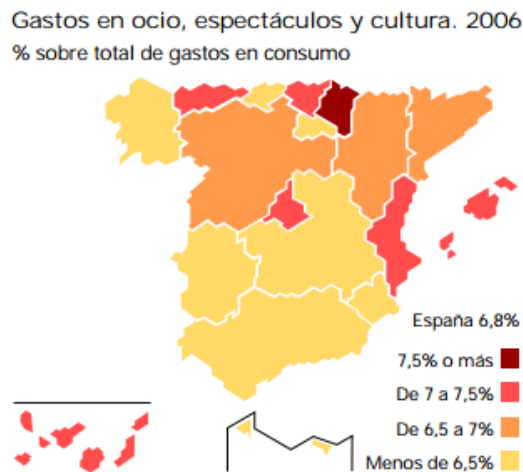 Gastos en ocio, espectáculos y cultura. 2006
% sobre total de gastos en consumo
España 6,8%
7,5% o más
De 7 a 7,5%
De 6,5 a 7%
Menos de 6,5%